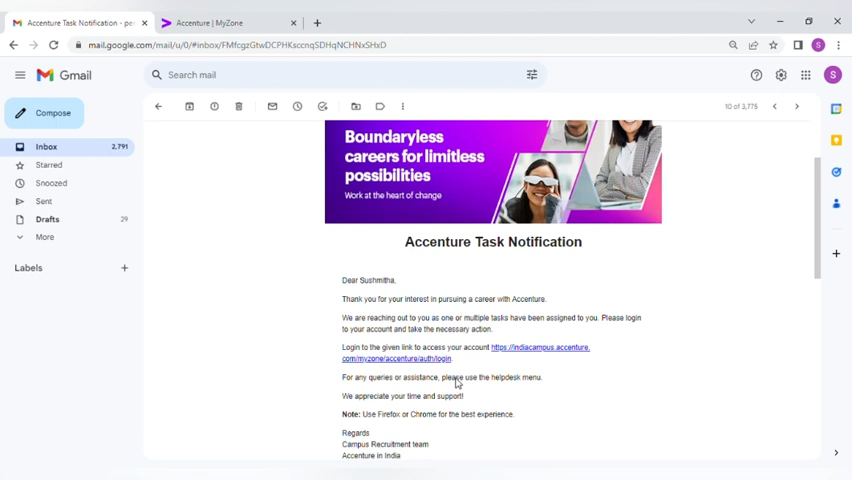 Accenture Task Notification - per
Accenture | MyZone
mail.google.com/mail/u/0/#inbox/FMfcgzGtwDCPHKsccnqSDHqNCHNxSHxD
S
Gmail
Search mail
S
Compose
10 of 3,775
Inbox 2,791
Starred
Snoozed
Sent
Drafts 29
More
Labels
Boundaryless
careers for limitless
possibilities
Work at the heart of change
Accenture Task Notification
Dear Sushmitha,
Thank you for your interest in pursuing a career with Accenture.
We are reaching out to you as one or multiple tasks have been assigned to you. Please login
to your account and take the necessary action.
Login to the given link to access your account https://indiacampus.accenture.
com/myzone/accenture/auth/login.
For any queries or assistance, please use the helpdesk menu.
We appreciate your time and support!
Note: Use Firefox or Chrome for the best experience.
Regards
Campus Recruitment team
Accenture in India